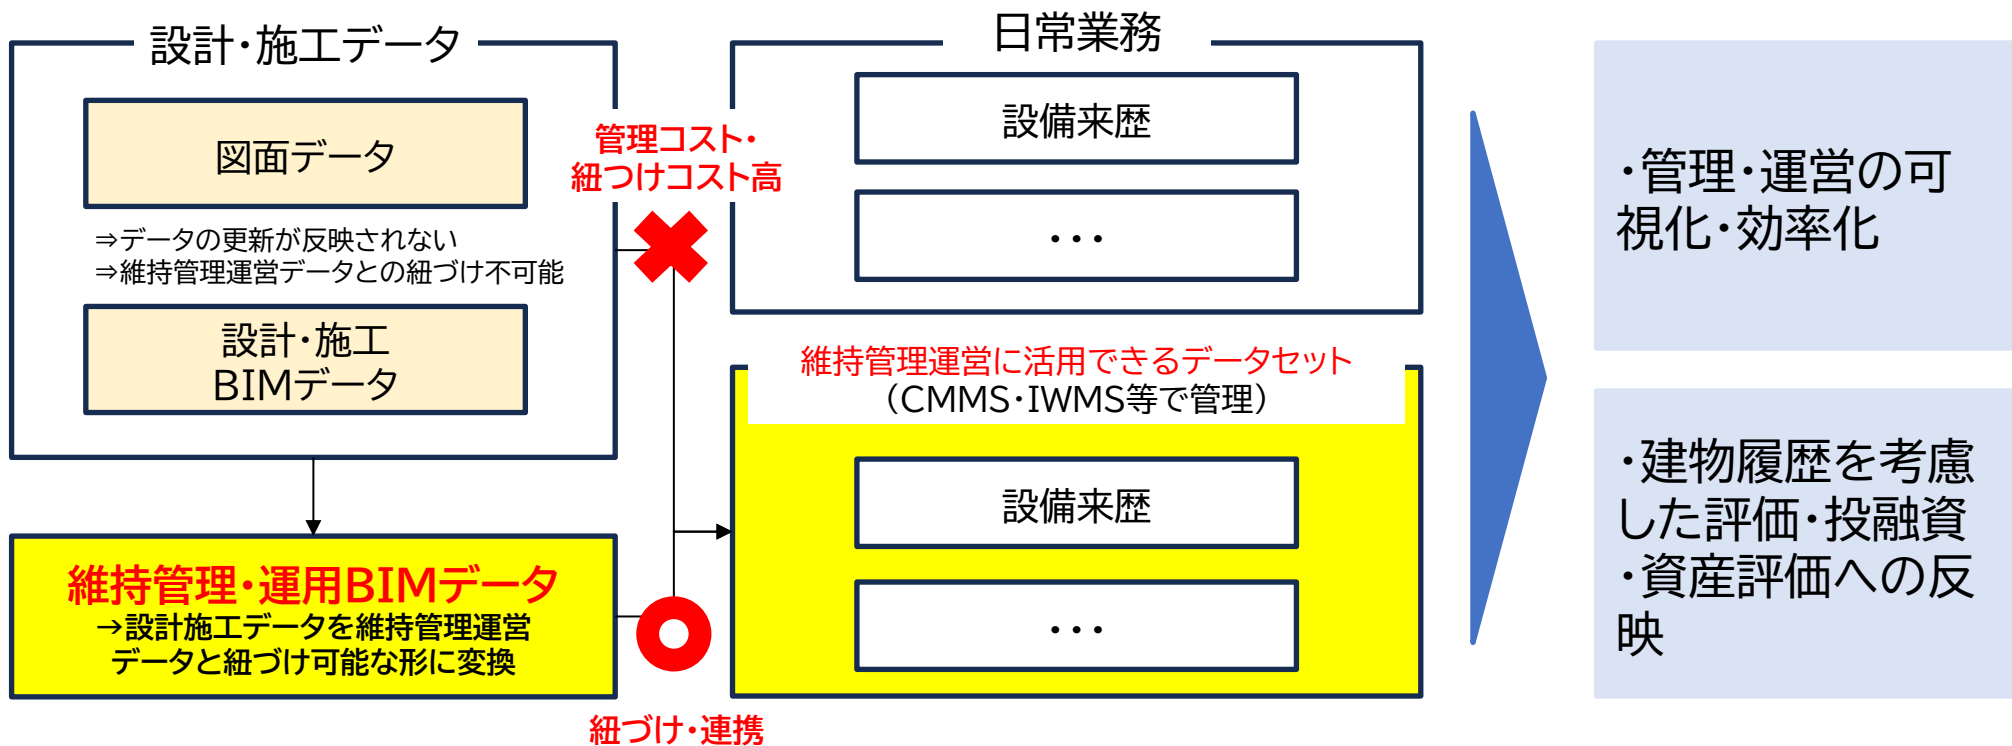 設計・施工データ
図面データ
⇒データの更新が反映されない
⇒維持管理運営データとの紐づけ不可能
設計・施工
BIMデータ
維持管理・運用BIMデータ
→設計施工データを維持管理運営
データと紐づけ可能な形に変換
管理コスト・
紐つけコスト高
紐づけ・連携
日常業務
設備来歴
・・・
維持管理運営に活用できるデータセット
（CMMS・IWMS等で管理）
設備来歴
・・・
・管理・運営の可
視化・効率化
・建物履歴を考慮
した評価・投融資
・資産評価への反
映